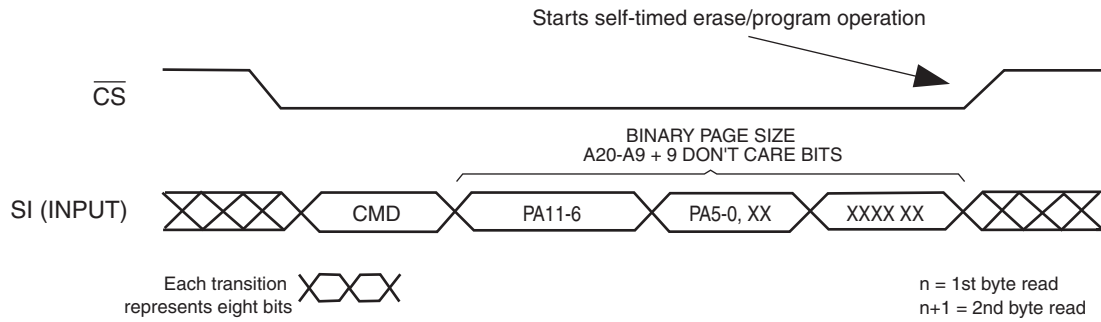 Starts self-timed erase/program operation
CS
BINARY PAGE SIZE
A20-A9 + 9 DON'T CARE BITS
SI (INPUT)
CMD
PA11-6
PA5-0, XX
XXXX XX
Each transition
represents eight bits
n = 1st byte read
n+1 = 2nd byte read